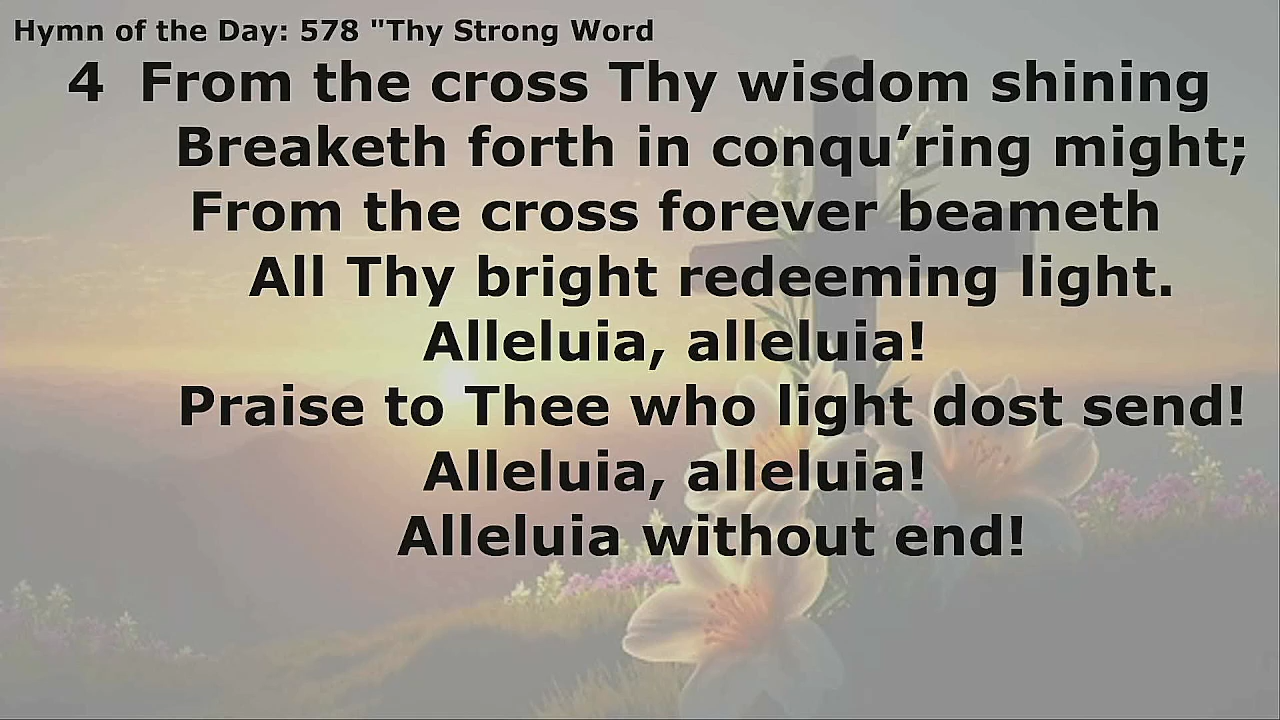 Hymn of the Day: 578 "Thy Strong Word
4 From the cross Thy wisdom shining
Breaketh forth in conqu’ring might;
From the cross forever beameth
All Thy bright redeeming light.
Alleluia, alleluia!
Praise to Thee who light dost send!
Alleluia, alleluia!
Alleluia without end!